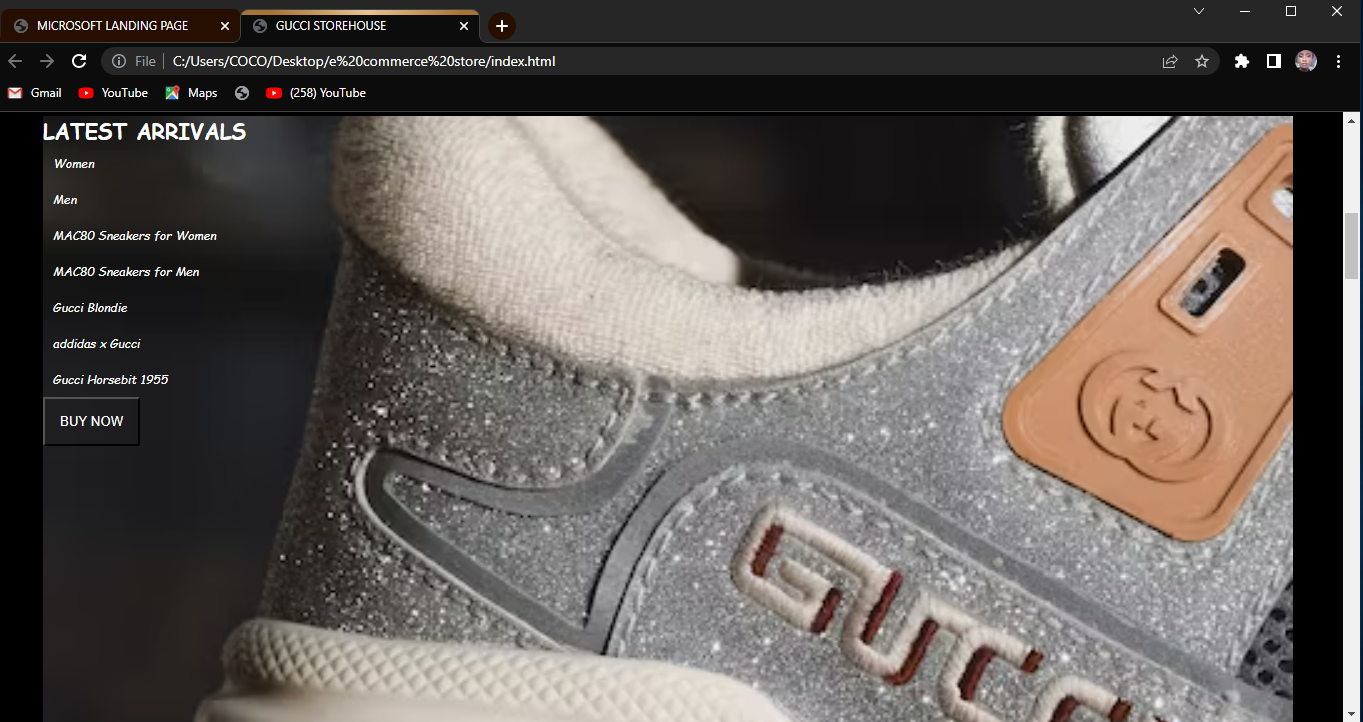 MICROSOFT LANDING PAGE
GUCCI STOREHOUSE
File
C:/Users/COCO/Desktop/e%20commerce%20store/index.html
Gmail
YouTube
Maps
(258) YouTube
LATEST ARRIVALS
Women
Men
MAC80 Sneakers for Women
MAC80 Sneakers for Men
Gucci Blondie
addidas x Gucci
Gucci Horsebit 1955
BUY NOW
GUCC